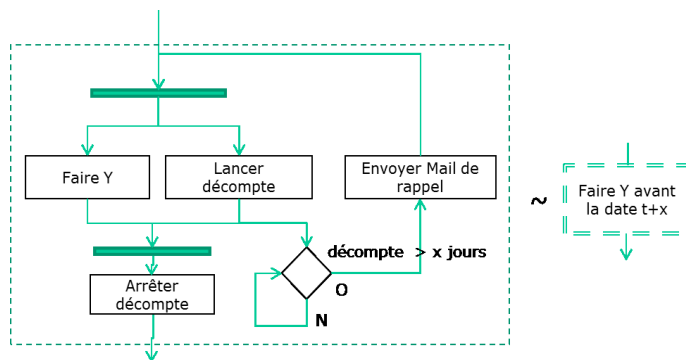 Faire Y
Lancer
décompte
Envoyer Mail de
rappel
décompte > x jours
O
N
Arrêter
décompte
~
Faire Y avant
la date t+x